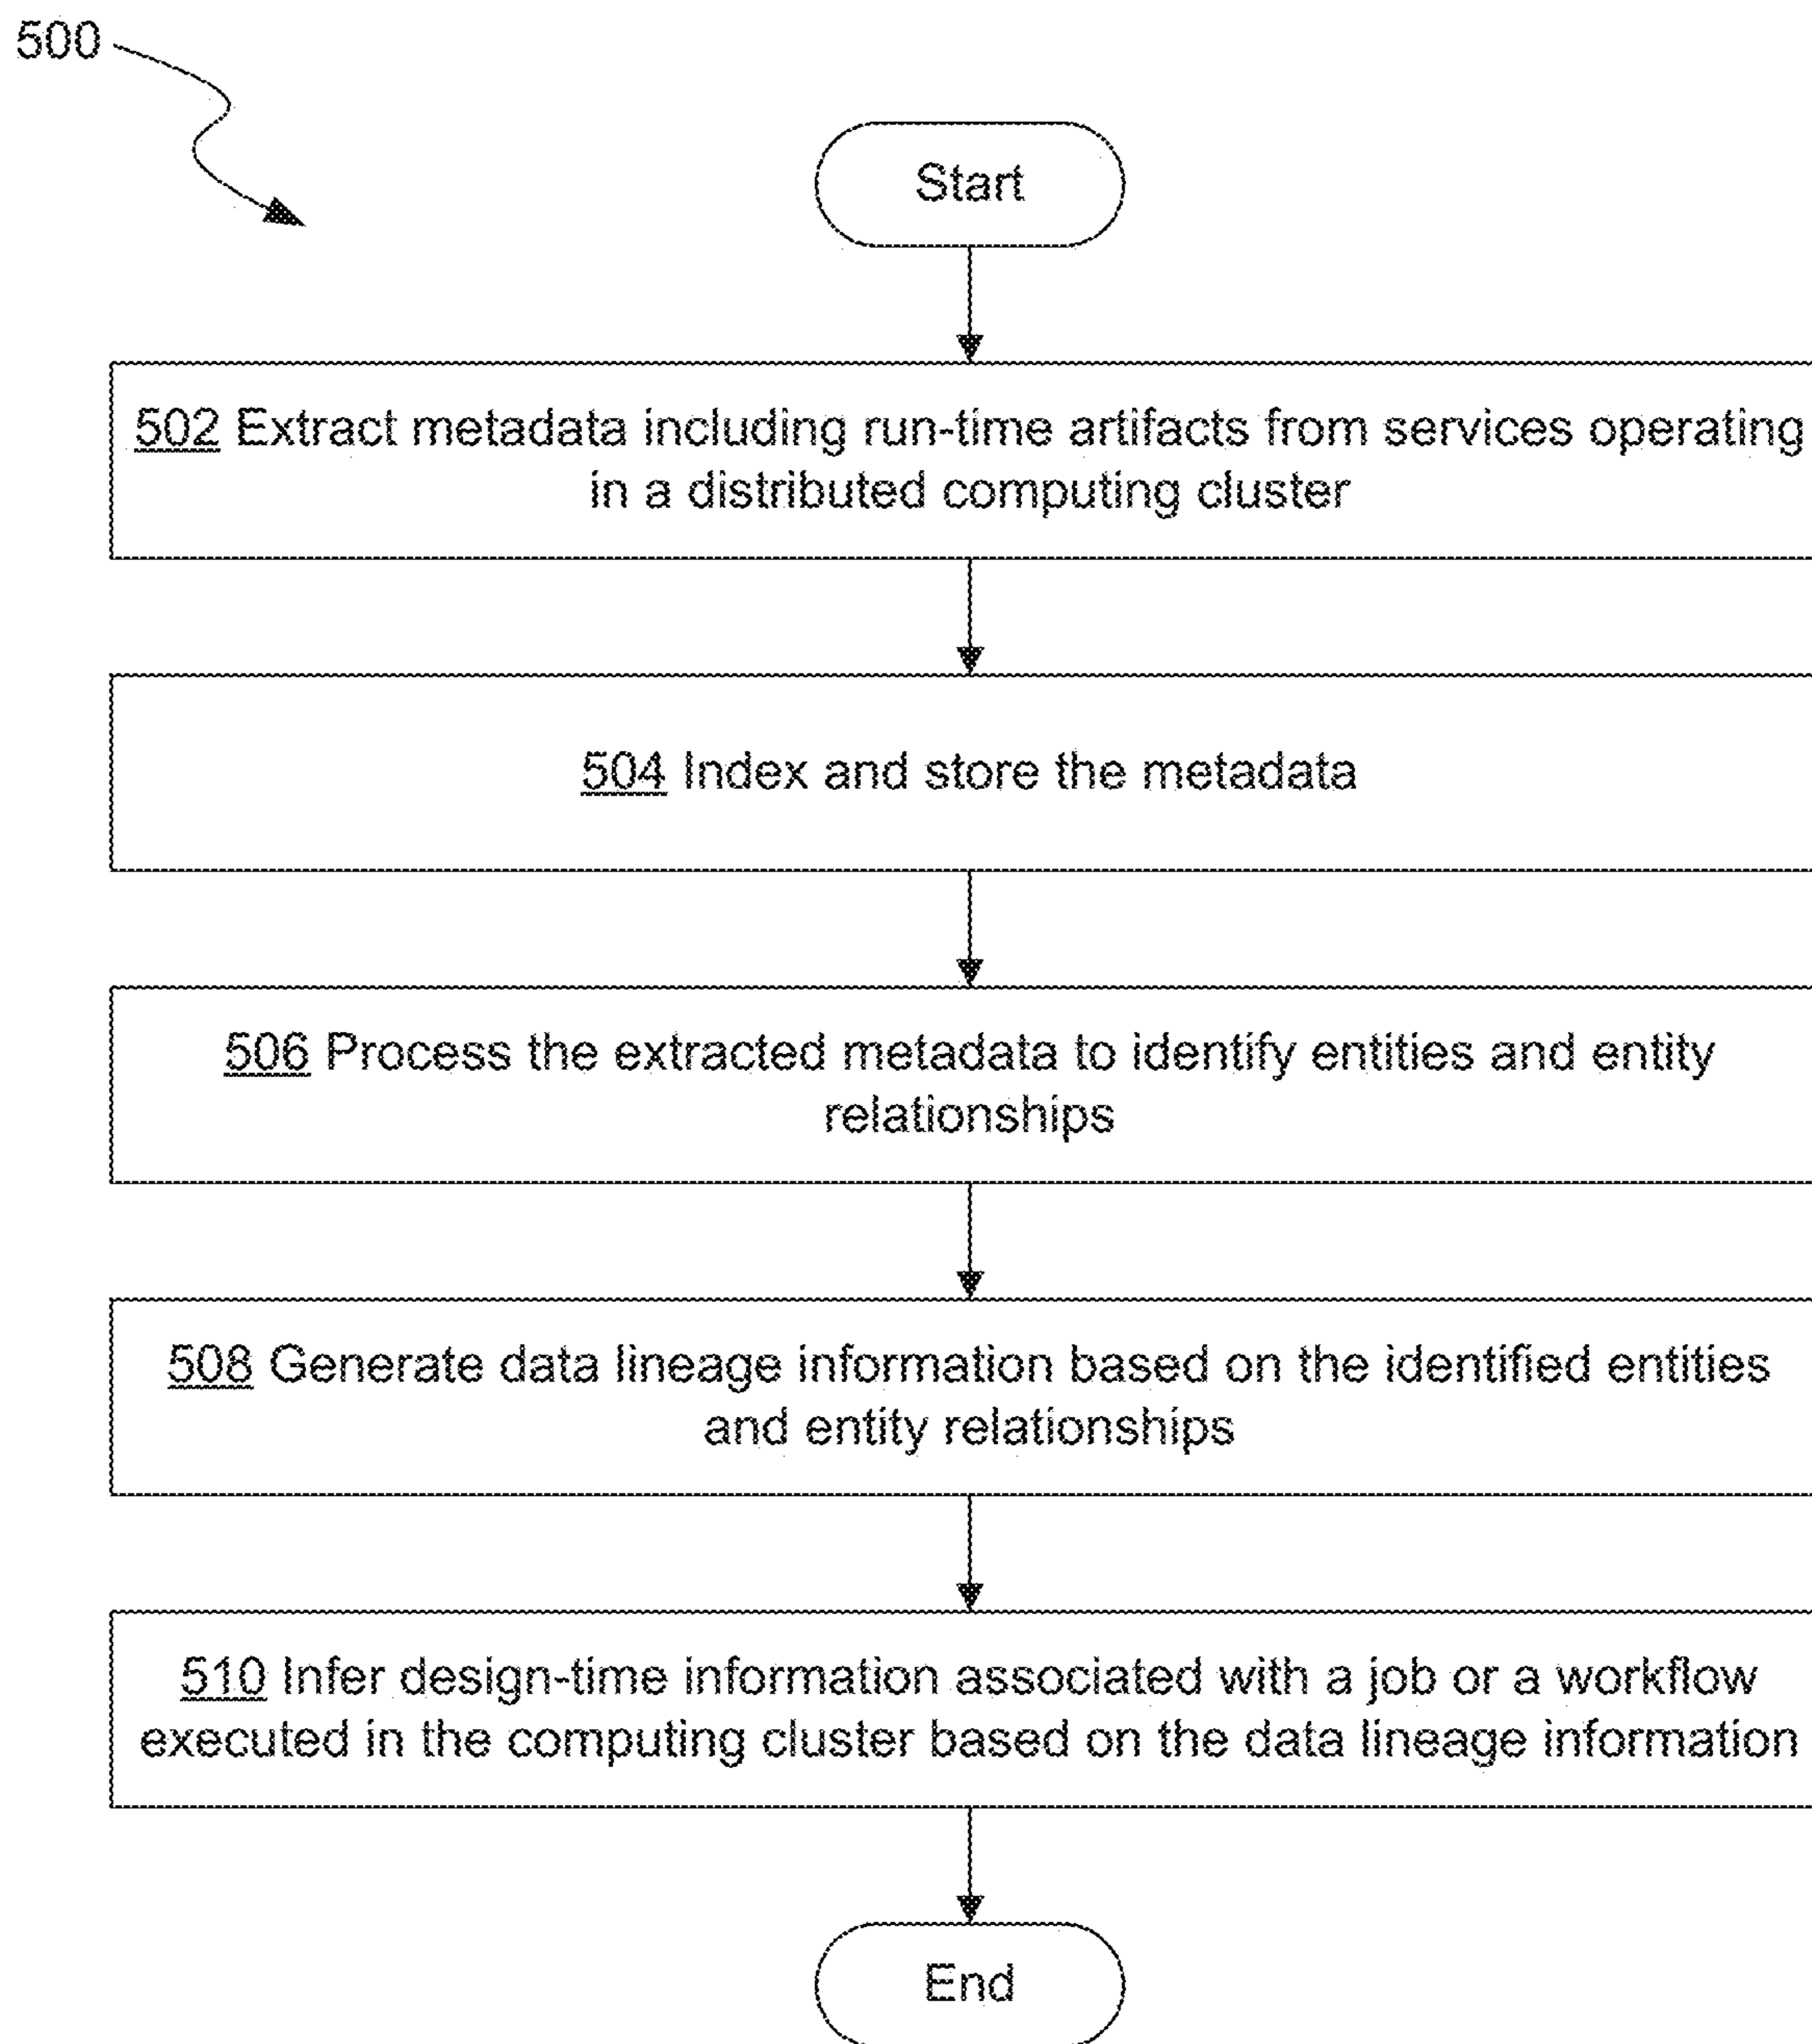 500
Start
502 Extract metadata including run-time artifacts from services operating
in a distributed computing cluster
504 Index and store the metadata
506 Process the extracted metadata to identify entities and entity
relationships
508 Generate data lineage information based on the identified entities
and entity relationships
510 Infer design-time information associated with a job or a workflow
executed in the computing cluster based on the data lineage information
End